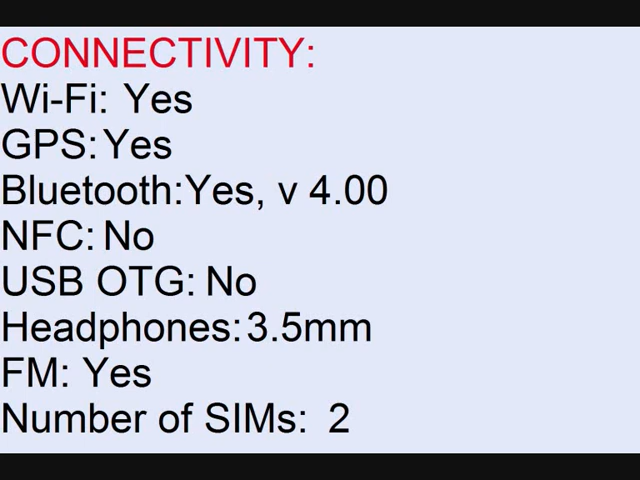 CONNECTIVITY:
Wi-Fi: Yes
GPS: Yes
Bluetooth:Yes, v 4.00
NFC: No
USB OTG: No
Headphones: 3.5mm
FM: Yes
Number of SIMs: 2